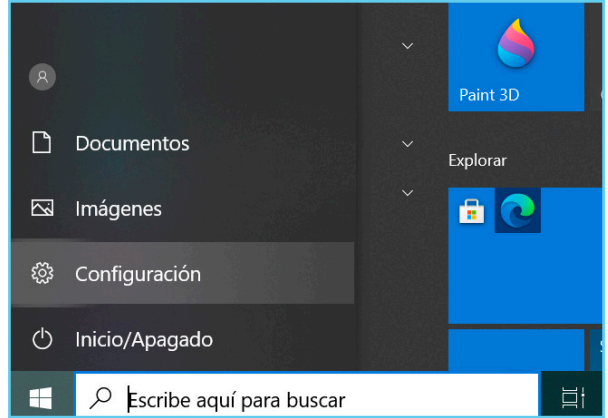 Paint 3D
Documentos
Explorar
Imágenes
Configuración
Inicio/Apagado
Escribe aquí para buscar